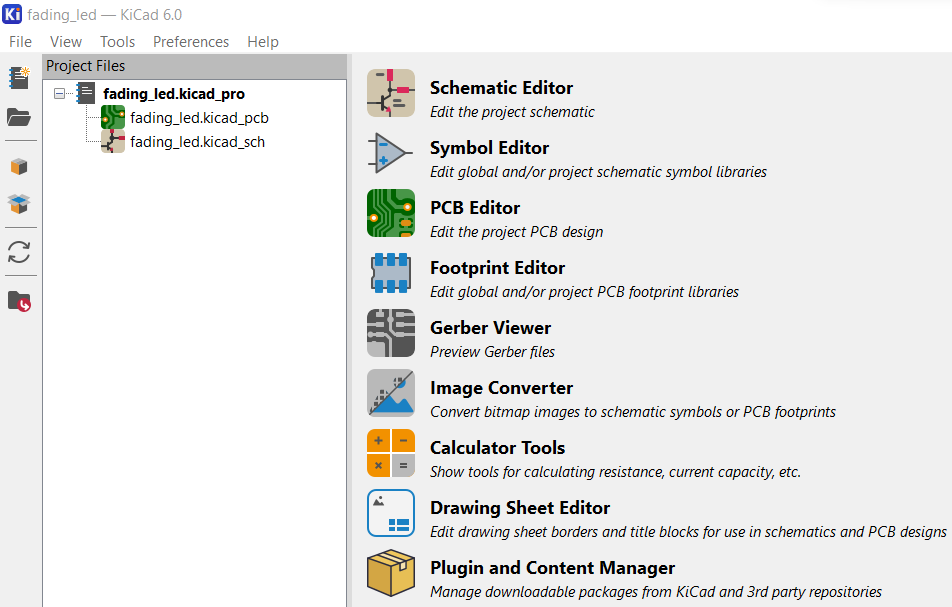 Ki fading_led — KiCad 6.0
File View Tools Preferences Help
Project Files
fading_led.kicad_pro
fading_led.kicad_pcb
fading_led.kicad_sch
Schematic Editor
Edit the project schematic
Symbol Editor
Edit global and/or project schematic symbol libraries
PCB Editor
Edit the project PCB design
Footprint Editor
Edit global and/or project PCB footprint libraries
Gerber Viewer
Preview Gerber files
Image Converter
Convert bitmap images to schematic symbols or PCB footprints
Calculator Tools
Show tools for calculating resistance, current capacity, etc.
Drawing Sheet Editor
Edit drawing sheet borders and title blocks for use in schematics and PCB designs
Plugin and Content Manager
Manage downloadable packages from KiCad and 3rd party repositories